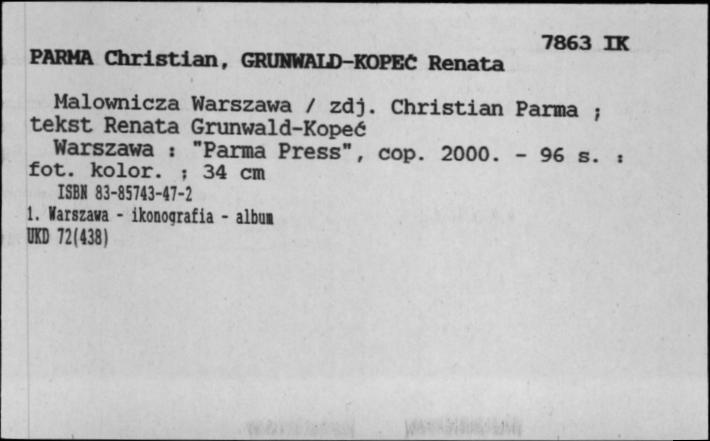 7863 IK
PARMA Christian, GRUNWALD-KOPEĆ Renata
Malownicza Warszawa / zdj. Christian Parma ;
tekst Renata Grunwald-Kopeć
Warszawa : "Parma Press", cop. 2000. - 96 s. :
fot. kolor. ; 34 cm
ISBN 83-85743-47-2
1. Warszawa - ikonografia - album
UKD 72(438)